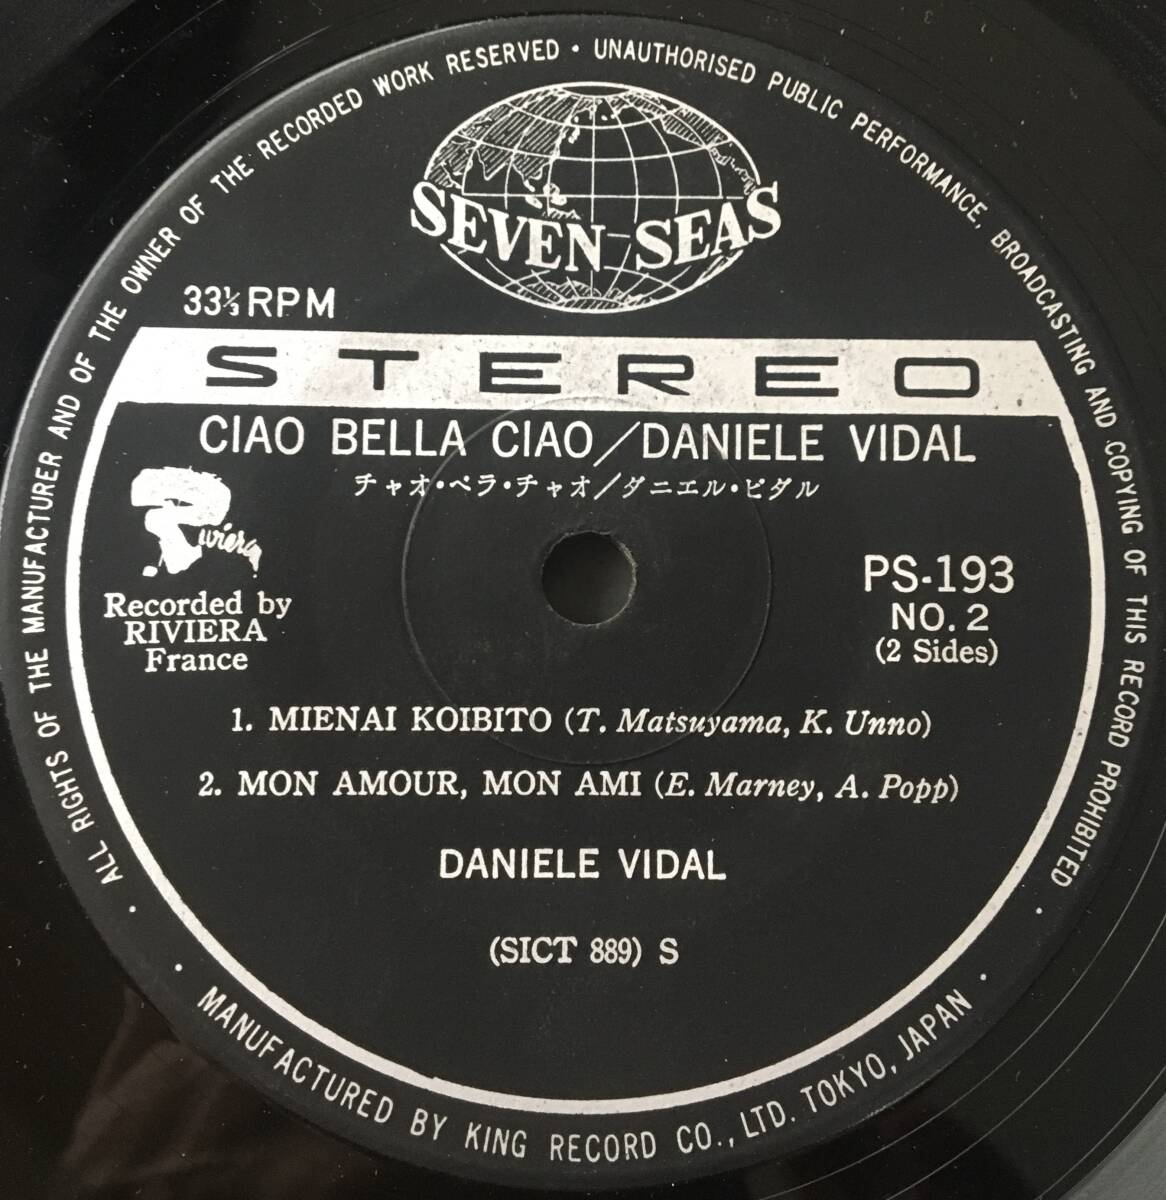 ALL RIGHTS OF THE MANUFACTURER AND OF THE OWNER OF THE RECORDED WORK RESERVED · UNAUTHORISED PUBLIC PERFORMANCE, BROADCASTING AND COPYING OF THIS RECORD PROHIBITED
SEVEN SEAS
33⅓ RPM
STEREO
CIAO BELLA CIAO/DANIELE VIDAL
チャオ・ベラ・チャオ/ダニエル・ビダル
Riviera
Recorded by
RIVIERA
France
PS-193
NO. 2
(2 Sides)
1. MIENAI KOIBITO (T. Matsuyama, K. Unno)
2. MON AMOUR, MON AMI (E. Marney, A. Popp)
DANIELE VIDAL
(SICT 889) S
· MANUFACTURED BY KING RECORD CO., LTD. TOKYO, JAPAN ·